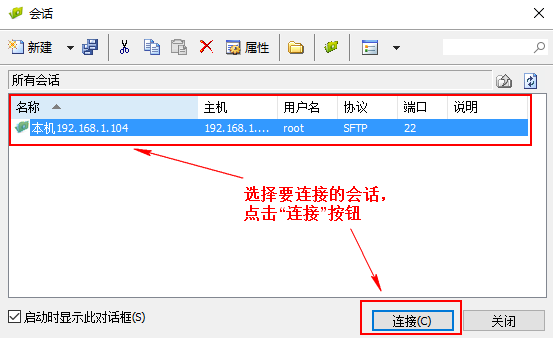 会话
新建 属性
所有会话
名称 主机 用户名 协议 端口 说明
本机192.168.1.104 192.168.1.... root SFTP 22
选择要连接的会话，
点击“连接”按钮
启动时显示此对话框(S) 连接(C) 关闭